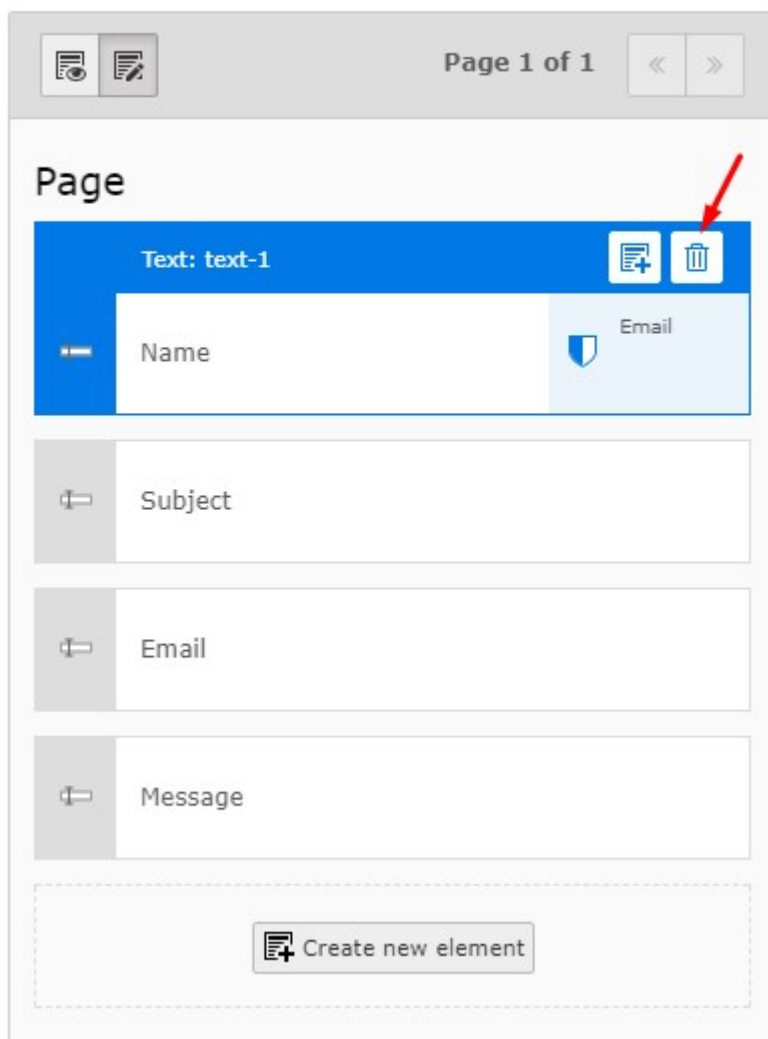 Page 1 of 1
Page
Text: text-1
Name
Email
Subject
Email
Message
Create new element